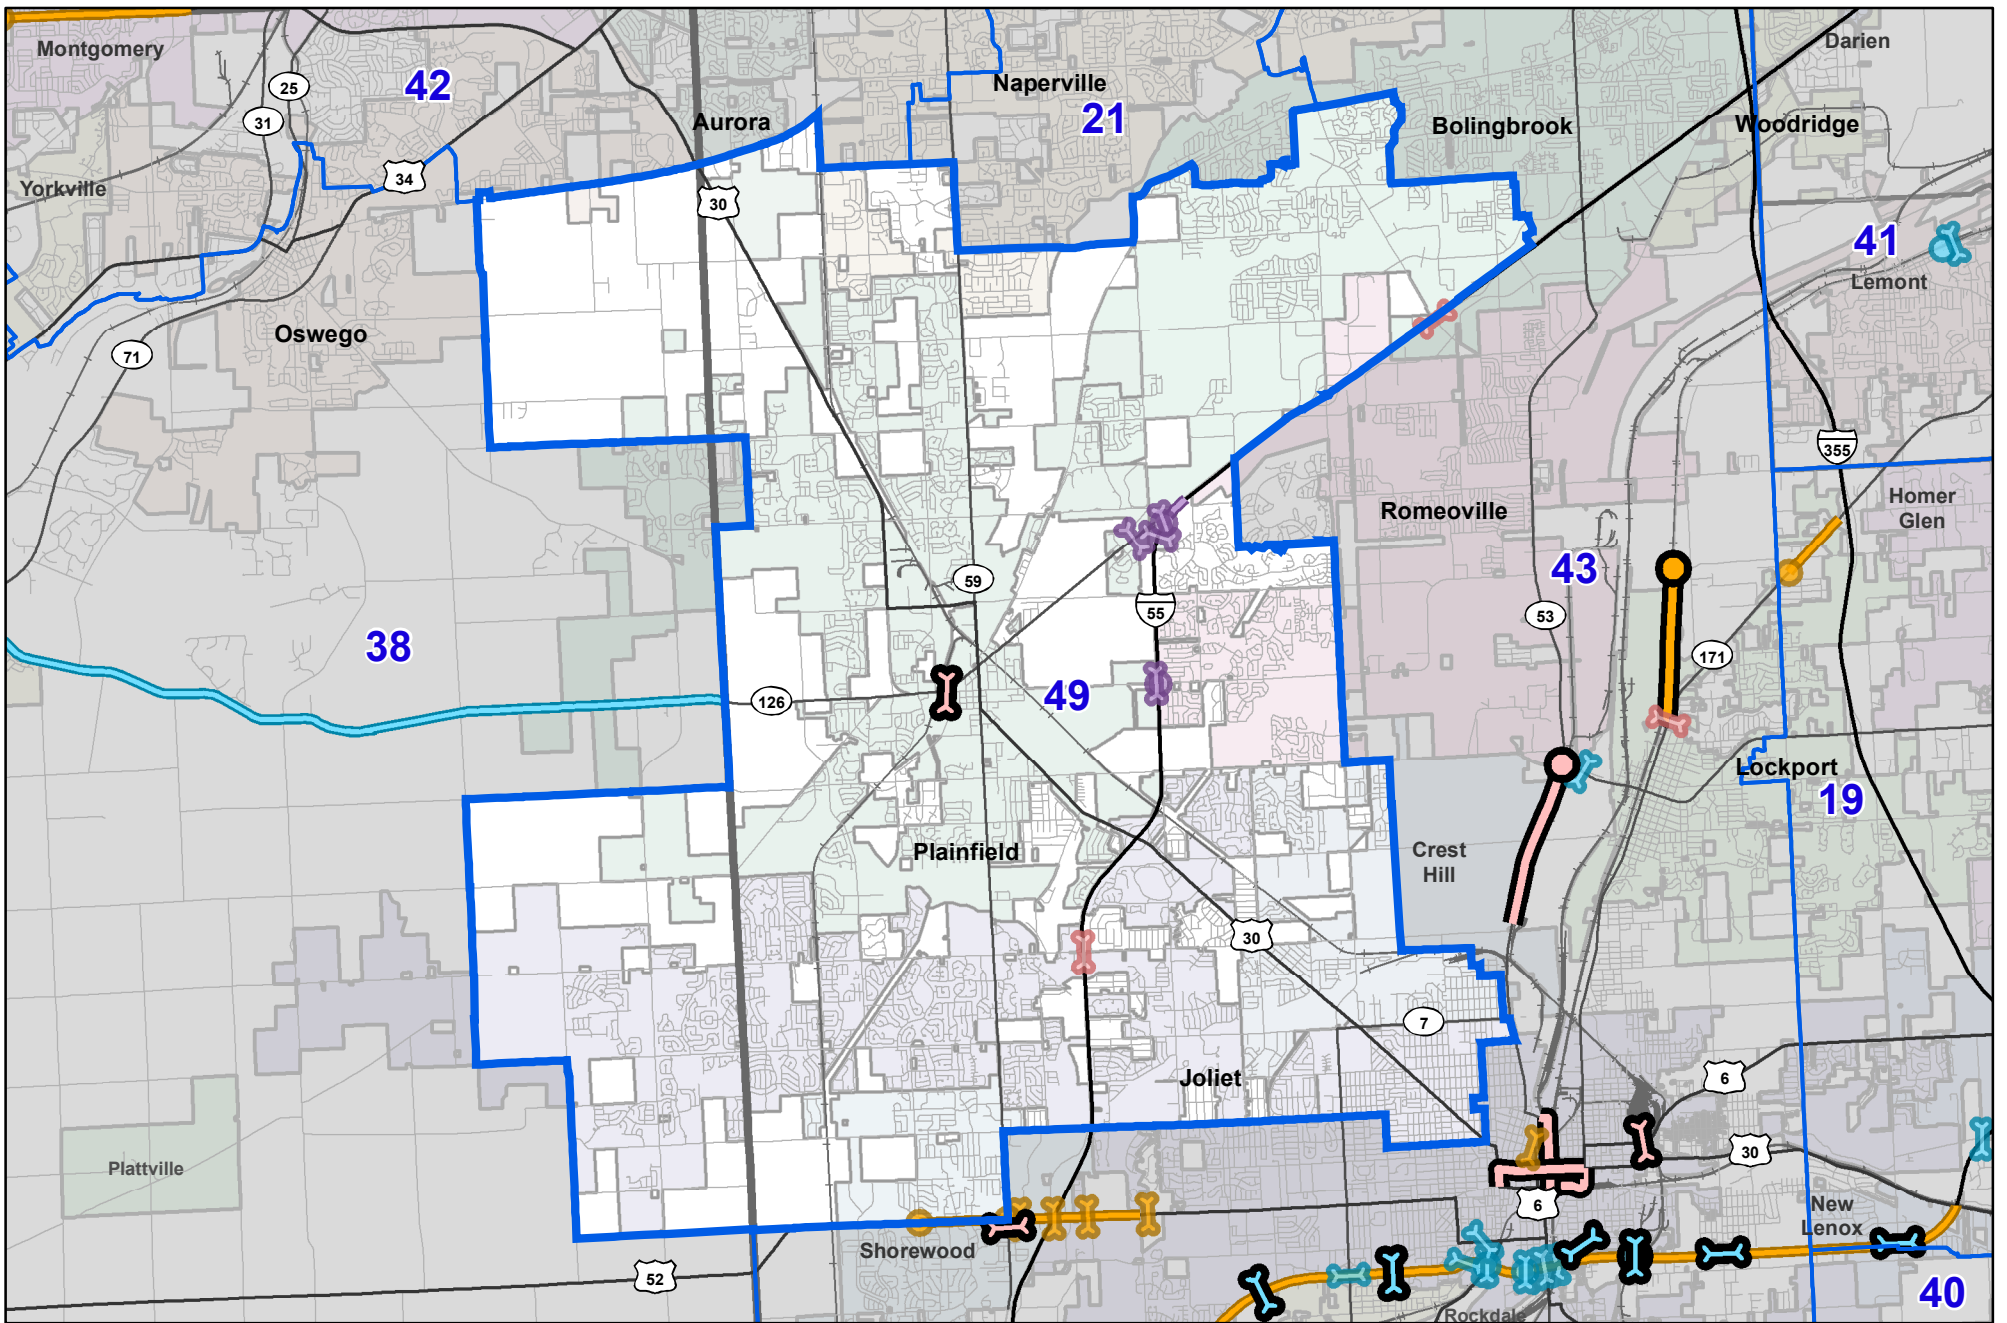 Montgomery
42
25
31
Naperville
21
Aurora
Darien
Bolingbrook
Woodridge
Yorkville
34
30
41
Lemont
Oswego
71
355
Homer
Glen
Romeoville
43
59
55
53
171
38
126
49
Lockport
19
Plainfield
Crest
Hill
30
7
Joliet
6
30
Plattville
6
New
Lenox
Shorewood
52
40
Rockdale